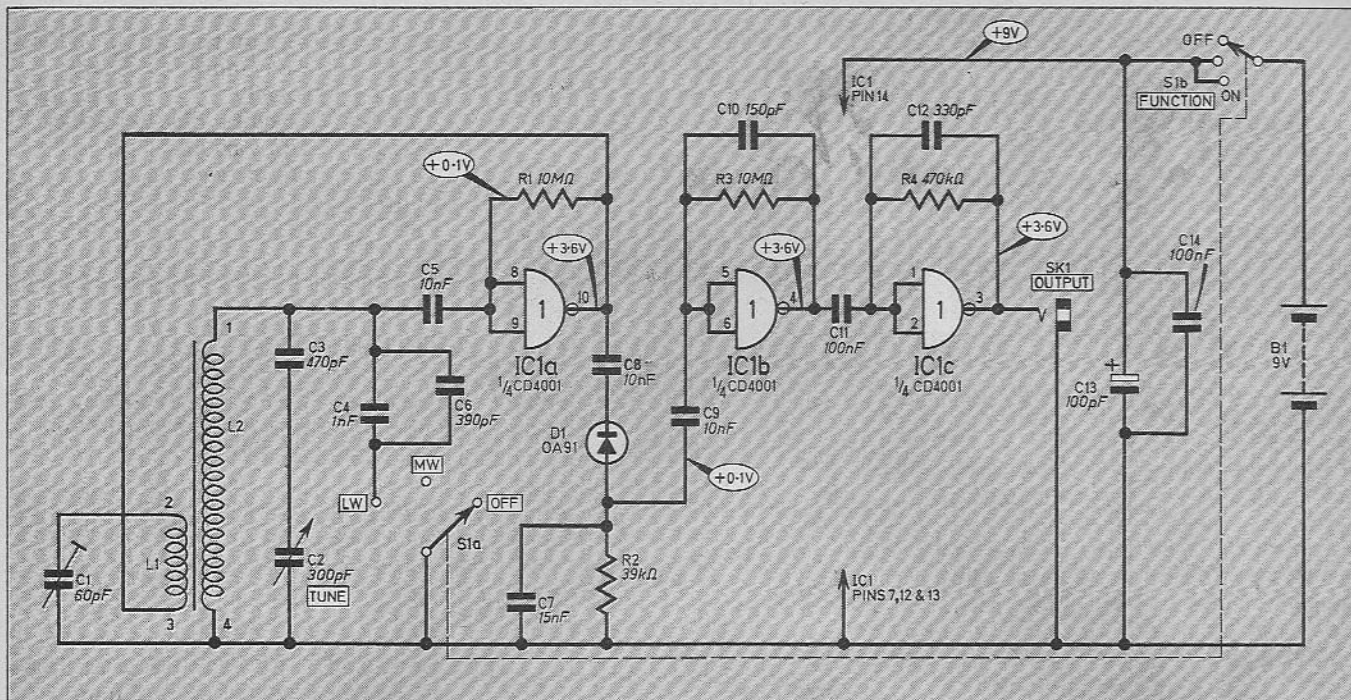 +9V
OFF
S1b
FUNCTION
ON
IC1
PIN 14
C10 150pF
C12 330pF
+0·1V
R1 10MΩ
R3 10MΩ
R4 470kΩ
+3·6V
+3·6V
+3·6V
C14
100nF
C5
10nF
8
9
1
10
IC1a
1/4 CD4001
5
6
1
4
IC1b
1/4 CD4001
C11
100nF
1
2
1
3
IC1c
1/4 CD4001
SK1
OUTPUT
1
C3
470pF
C4
1nF
C6
390pF
L2
C8
10nF
C9
10nF
+
C13
100pF
B1
9V
D1
OA91
+0·1V
MW
LW
OFF
S1a
2
L1
3
4
C1
60pF
C2
300pF
TUNE
R2
39kΩ
C7
15nF
IC1
PINS 7,12 & 13